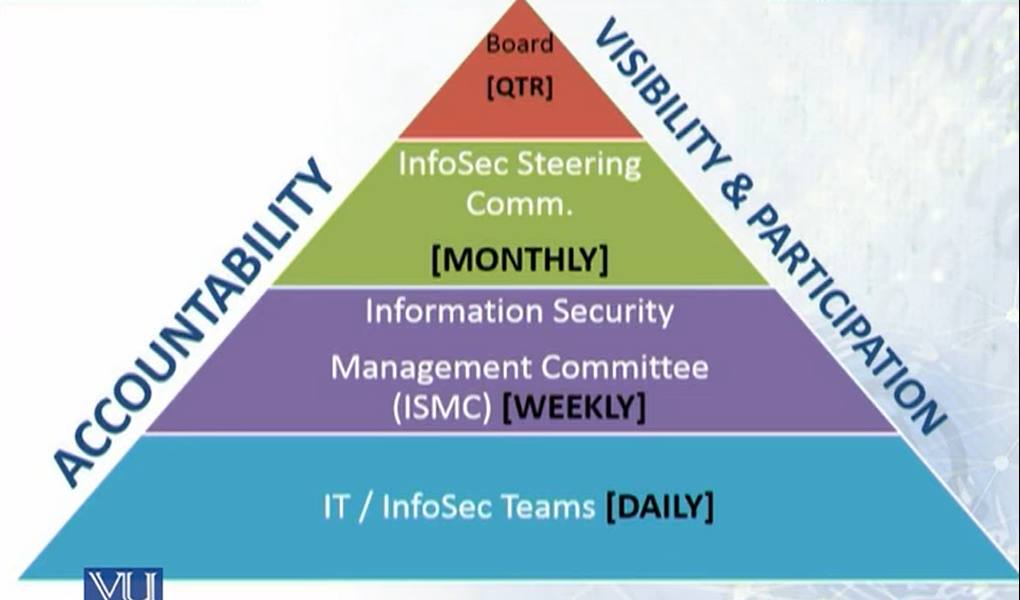 Board
[QTR]
InfoSec Steering
Comm.
[MONTHLY]
Information Security
Management Committee
(ISMC) [WEEKLY]
IT / InfoSec Teams [DAILY]
ACCOUNTABILITY
VISIBILITY & PARTICIPATION
VU